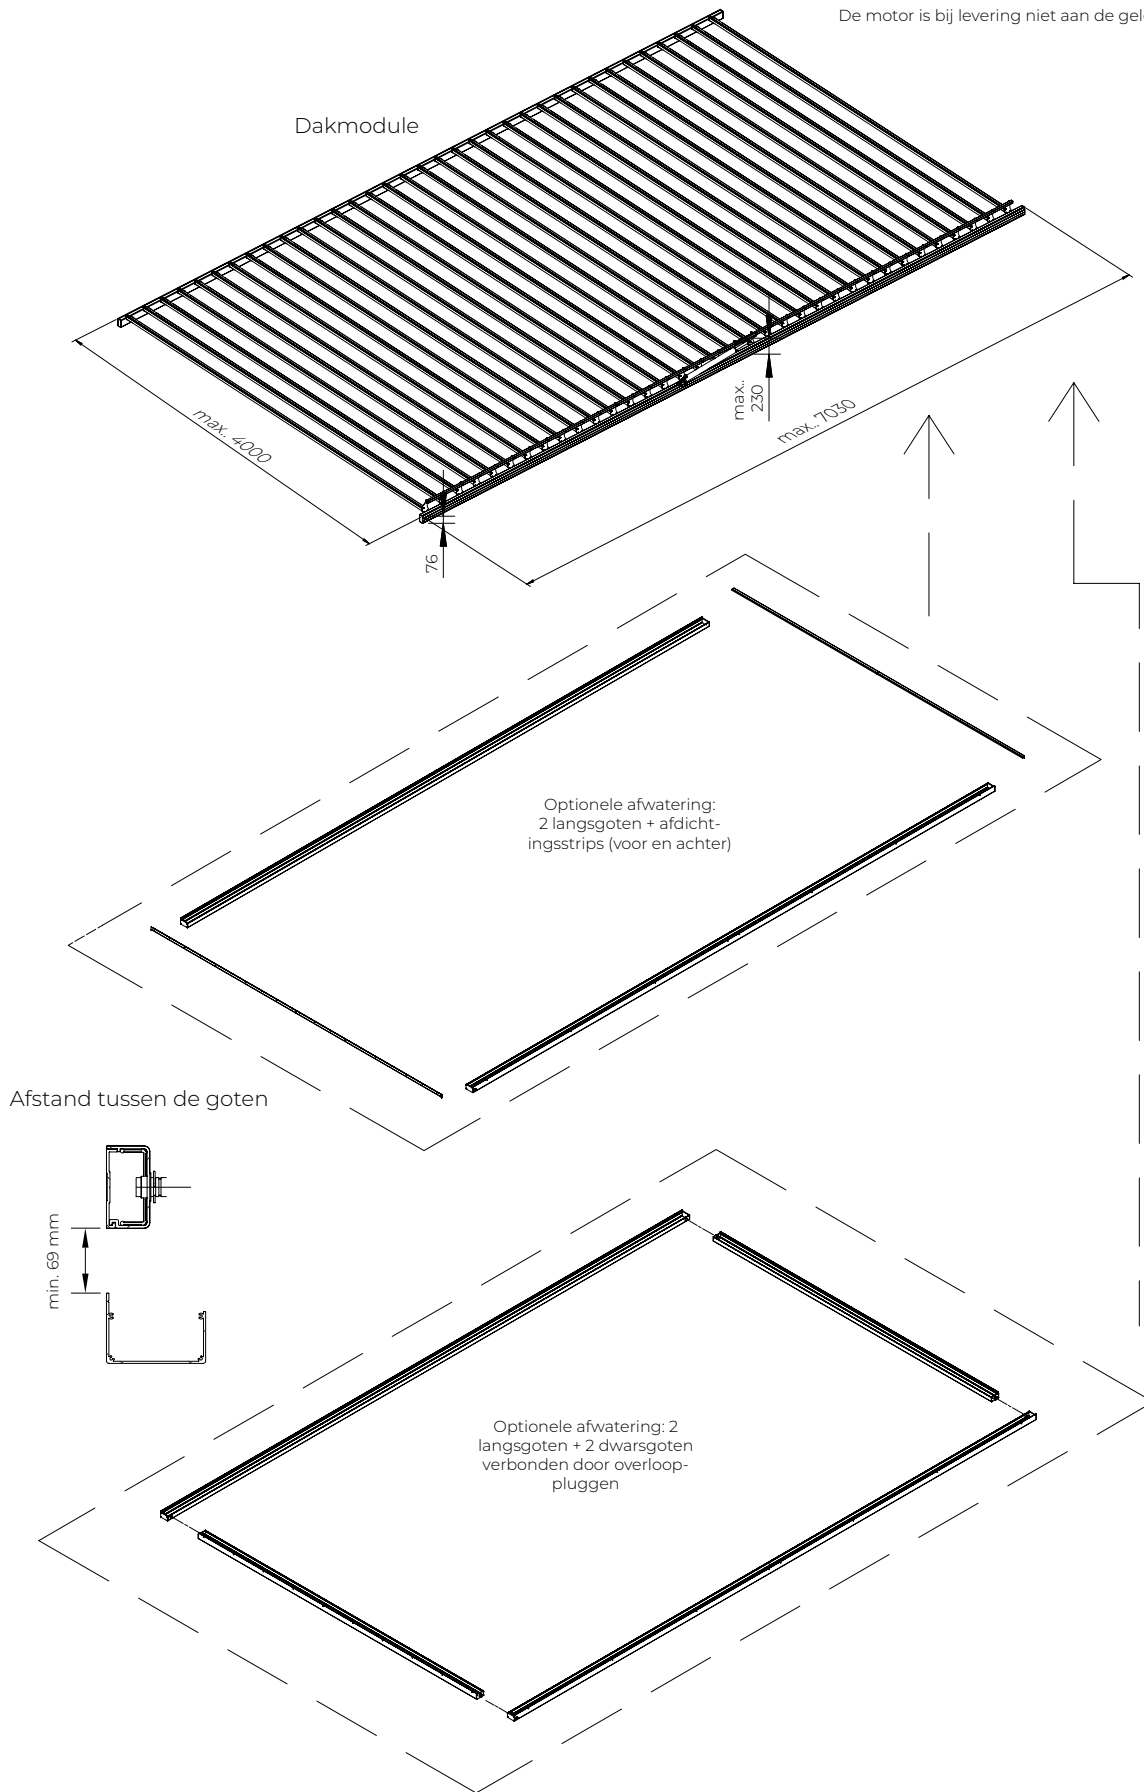 De motor is bij levering niet aan de
Dakmodule
max. 4000
max..
230
max.. 7030
76
Optionele afwatering:
2 langsgoten + afdicht-
ingsstrips (voor en achter)
Afstand tussen de goten
min. 69 mm
Optionele afwatering: 2
langsgoten + 2 dwarsgoten
verbonden door overloop-
pluggen